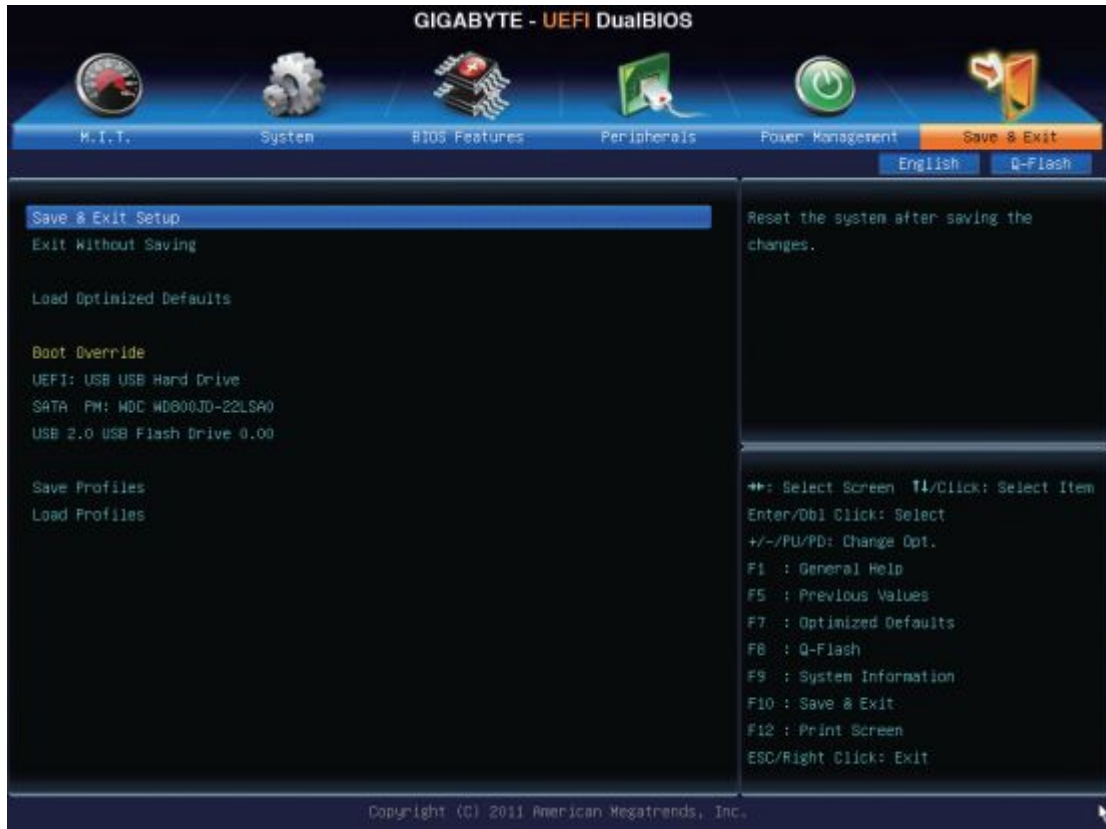 GIGABYTE - UEFI DualBIOS
M.I.T.
System
BIOS Features
Peripherals
Power Management
Save & Exit
English
Q-Flash
Save & Exit Setup
Exit Without Saving
Load Optimized Defaults
Boot Override
UEFI: USB USB Hard Drive
SATA PM: WDC WD800JD-22LSA0
USB 2.0 USB Flash Drive 0.00
Save Profiles
Load Profiles
Reset the system after saving the
changes.
→←: Select Screen ↑↓/Click: Select Item
Enter/Dbl Click: Select
+/-/PU/PD: Change Opt.
F1 : General Help
F5 : Previous Values
F7 : Optimized Defaults
F8 : Q-Flash
F9 : System Information
F10 : Save & Exit
F12 : Print Screen
ESC/Right Click: Exit
Copyright (C) 2011 American Megatrends, Inc.